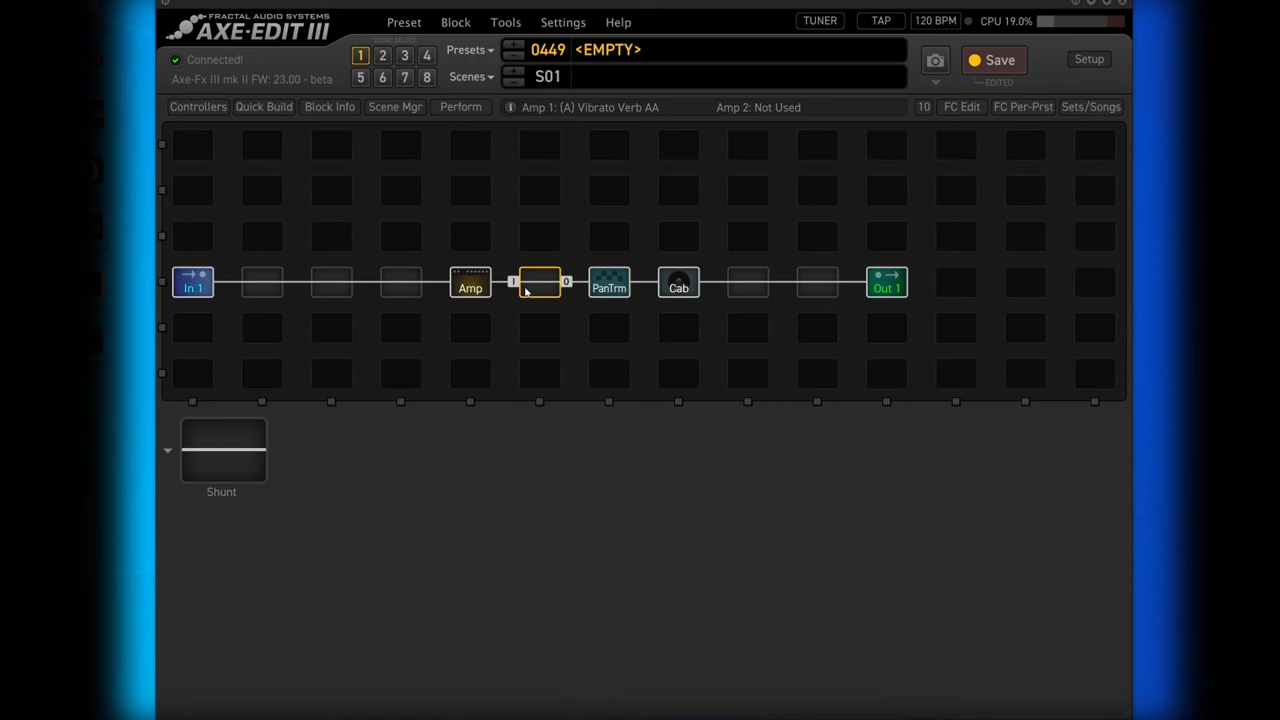 FRACTAL AUDIO SYSTEMS
AXE-EDIT III
Preset Block Tools Settings Help
TUNER TAP 120 BPM CPU 19.0%
Connected!
Axe-Fx III mk II FW: 23.00 - beta
SCENE SELECT
1 2 3 4
5 6 7 8
Presets 0449 <EMPTY>
Scenes S01
Save
EDITED
Setup
Controllers Quick Build Block Info Scene Mgr Perform
Amp 1: (A) Vibrato Verb AA Amp 2: Not Used
10 FC Edit FC Per-Prst Sets/Songs
In 1 Amp I O PanTrm Cab Out 1
Shunt